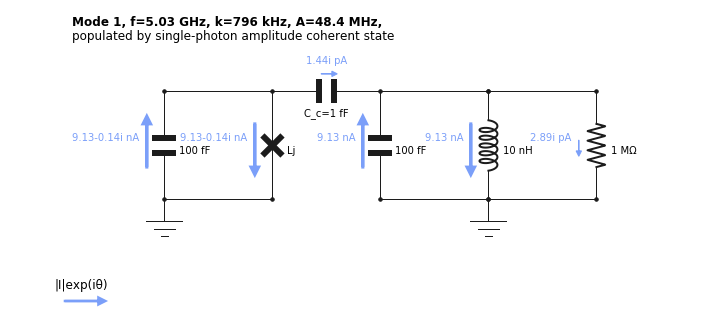 Mode 1, f=5.03 GHz, k=796 kHz, A=48.4 MHz,
populated by single-photon amplitude coherent state
1.44i pA
C_c=1 fF
9.13-0.14i nA
100 fF
9.13-0.14i nA
Lj
9.13 nA
100 fF
9.13 nA
10 nH
2.89i pA
1 MΩ
|I|exp(iθ)